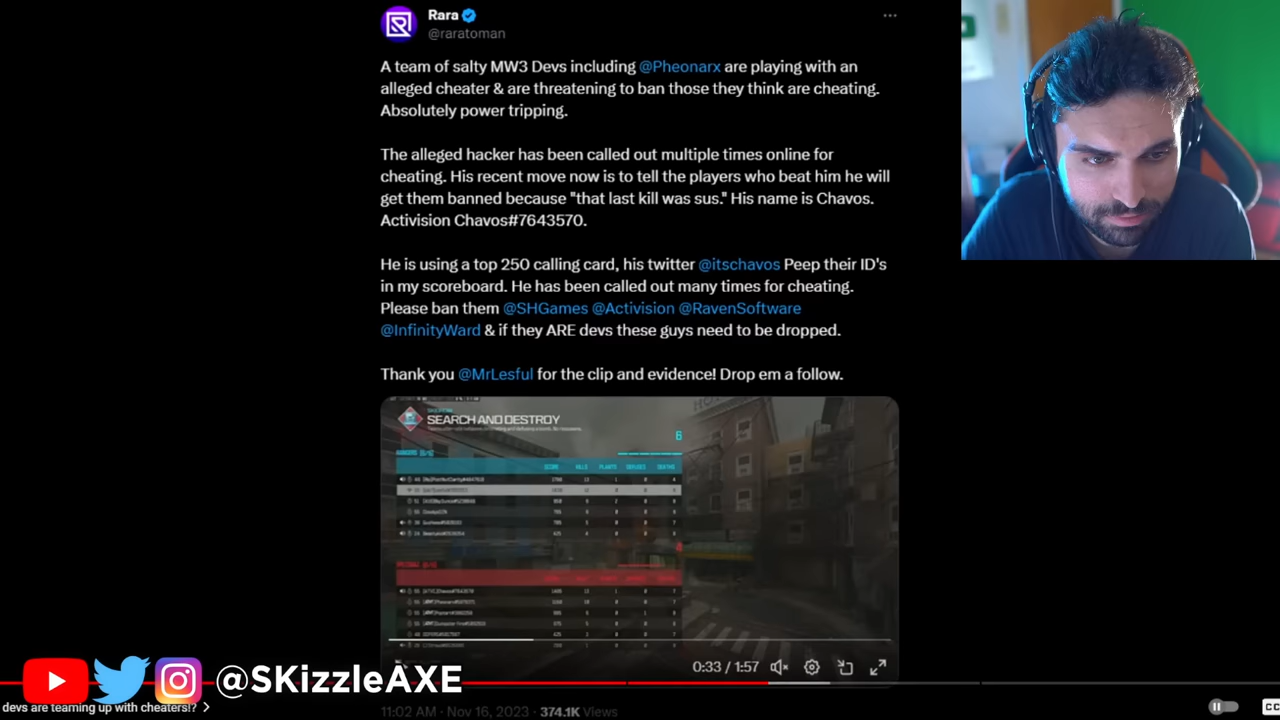 Rara
@raratoman
A team of salty MW3 Devs including @Pheonarx are playing with an
alleged cheater & are threatening to ban those they think are cheating.
Absolutely power tripping.
The alleged hacker has been called out multiple times online for
cheating. His recent move now is to tell the players who beat him he will
get them banned because "that last kill was sus." His name is Chavos.
Activision Chavos#7643570.
He is using a top 250 calling card, his twitter @itschavos Peep their ID's
in my scoreboard. He has been called out many times for cheating.
Please ban them @SHGames @Activision @RavenSoftware
@InfinityWard & if they ARE devs these guys need to be dropped.
Thank you @MrLesful for the clip and evidence! Drop em a follow.
SEARCH AND DESTROY
6
SCORE KILLS PLANTS DEFUSES DEATHS
0:33 / 1:57
@SKizzleAXE
devs are teaming up with cheaters!?
11:02 AM · Nov 16, 2023 · 374.1K Views
CC